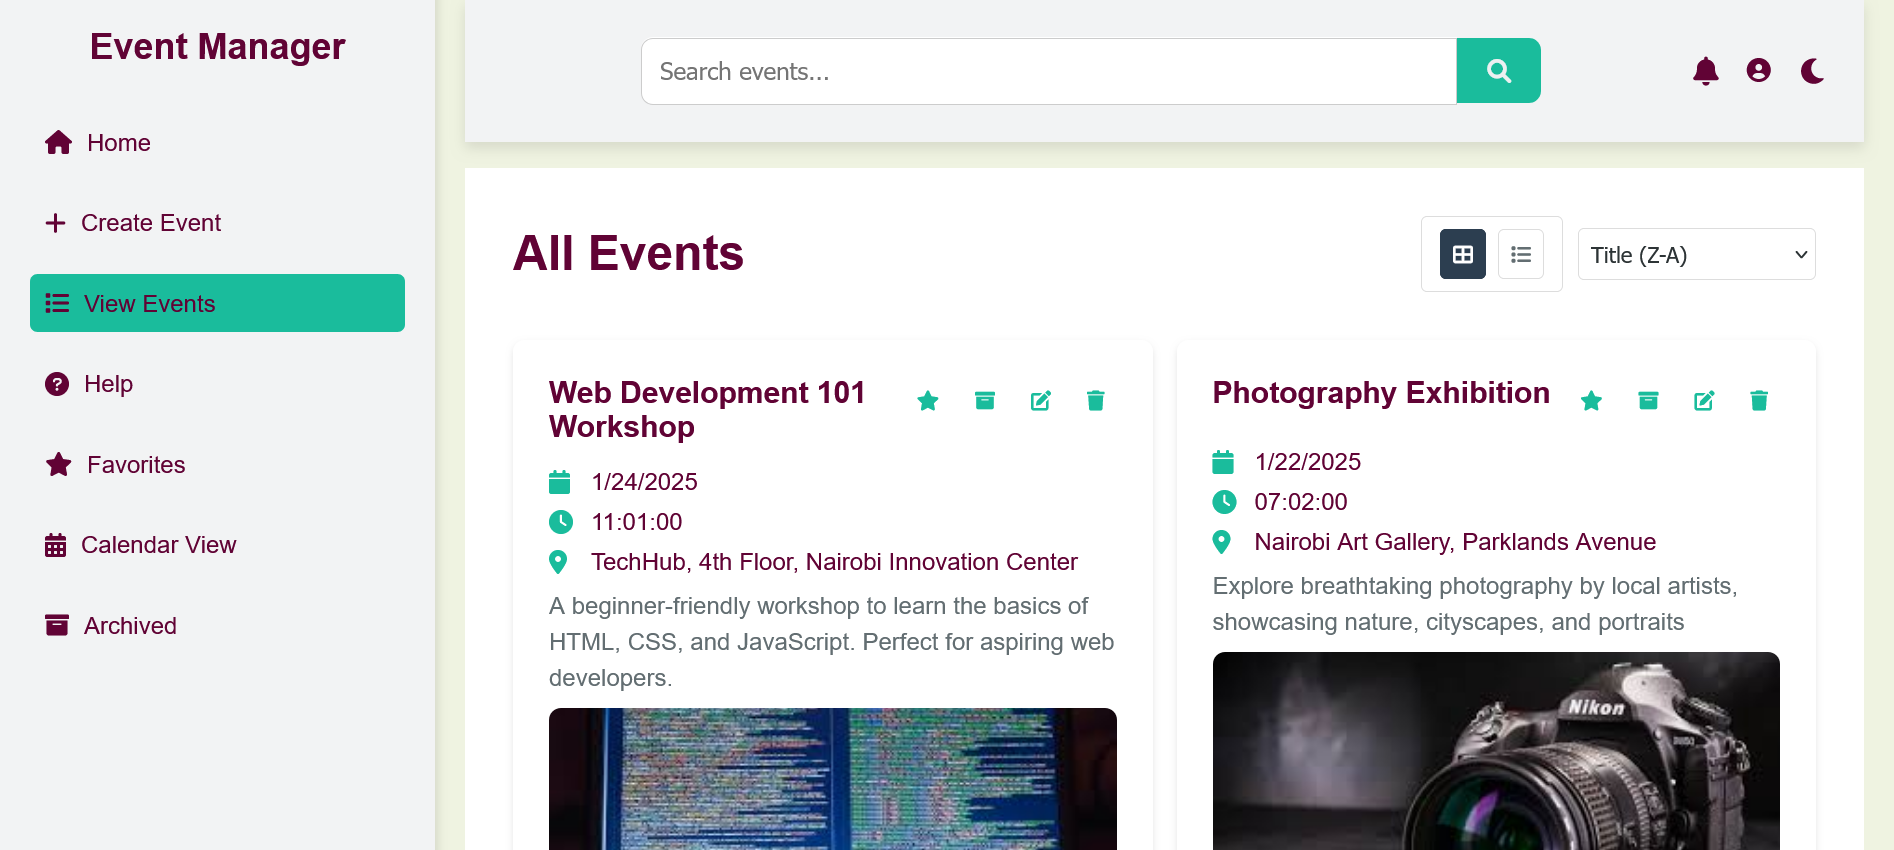 Event Manager
Home
Create Event
View Events
Help
Favorites
Calendar View
Archived
Search events...
All Events
Title (Z-A)
Web Development 101
Workshop
1/24/2025
11:01:00
TechHub, 4th Floor, Nairobi Innovation Center
A beginner-friendly workshop to learn the basics of
HTML, CSS, and JavaScript. Perfect for aspiring web
developers.
Photography Exhibition
1/22/2025
07:02:00
Nairobi Art Gallery, Parklands Avenue
Explore breathtaking photography by local artists,
showcasing nature, cityscapes, and portraits
Nikon